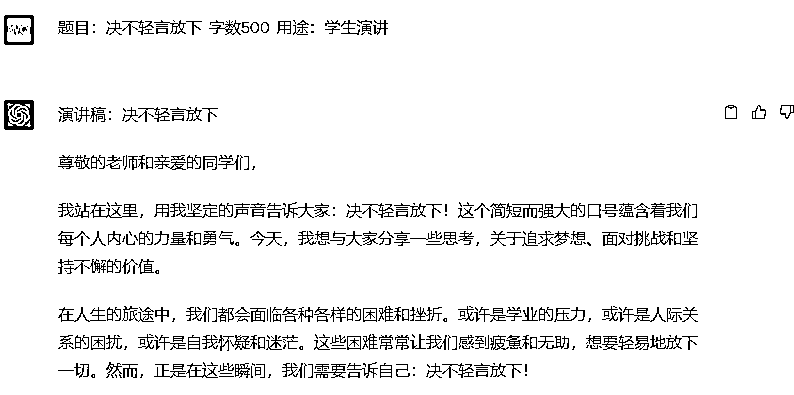 题目：决不轻言放下 字数500 用途：学生演讲
演讲稿：决不轻言放下
尊敬的老师和亲爱的同学们，
我站在这里，用我坚定的声音告诉大家：决不轻言放下！这个简短而强大的口号蕴含着我们
每个人内心的力量和勇气。今天，我想与大家分享一些思考，关于追求梦想、面对挑战和坚
持不懈的价值。
在人生的旅途中，我们都会面临各种各样的困难和挫折。或许是学业的压力，或许是人际关
系的困扰，或许是自我怀疑和迷茫。这些困难常常让我们感到疲惫和无助，想要轻易地放下
一切。然而，正是在这些瞬间，我们需要告诉自己：决不轻言放下！